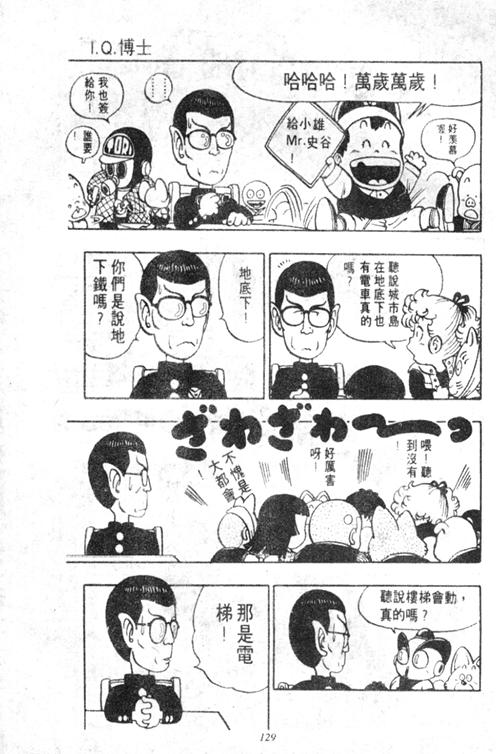 I.Q.博士
哈哈哈！萬歲萬歲！
好羨慕
喔！
給小雄
Mr.史谷
！
…………
我也簽
給你！
誰要
！
聽說城市島
在地底下也
有電車真的
嗎？
地底下！
你們是說地
下鐵嗎？
ざわざわ〜〜っ
喂！聽
到沒有
！
好厲害
呀！
不愧是
大都會
！
聽說樓梯會動，
真的嗎？
那是電
梯！
129